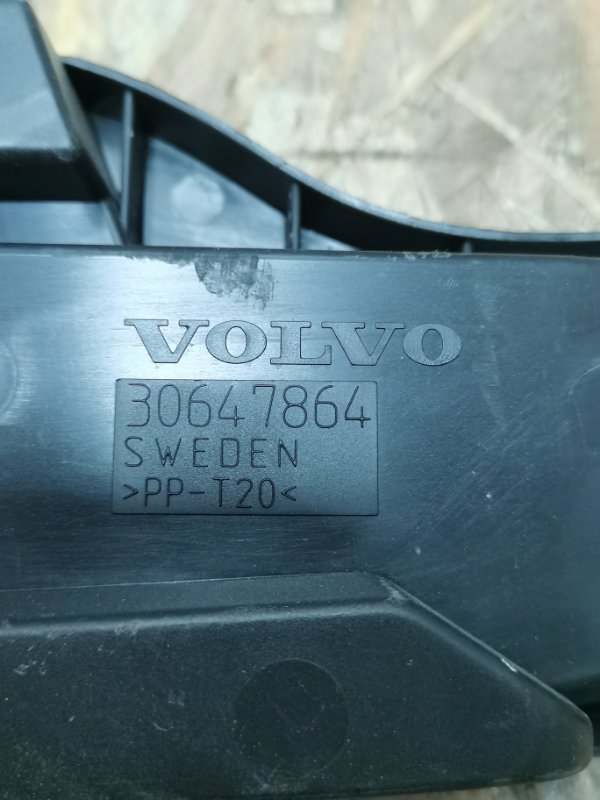 VOLVO
30647864
SWEDEN
>PP-T20<